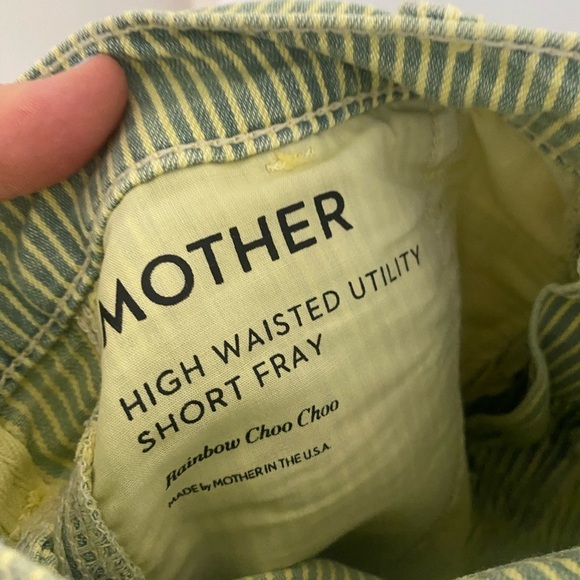 MOTHER
HIGH WAISTED UTILITY
SHORT FRAY
Rainbow Choo Choo
MADE by MOTHER IN THE U.S.A.